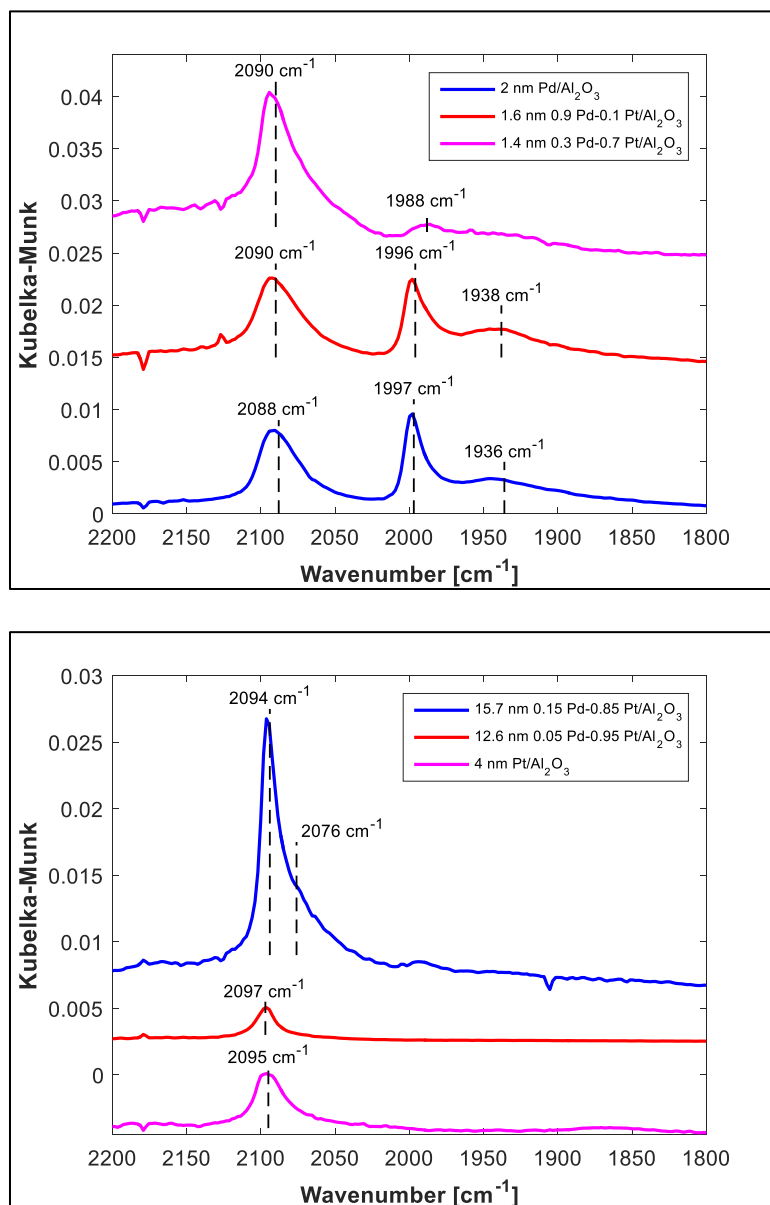 2090 cm⁻¹
0.04
2 nm Pd/Al₂O₃
1.6 nm 0.9 Pd-0.1 Pt/Al₂O₃
1.4 nm 0.3 Pd-0.7 Pt/Al₂O₃
0.035
0.03
1988 cm⁻¹
0.025
2090 cm⁻¹
1996 cm⁻¹
0.02
1938 cm⁻¹
0.015
2088 cm⁻¹
1997 cm⁻¹
0.01
1936 cm⁻¹
0.005
0
Kubelka-Munk
2200 2150 2100 2050 2000 1950 1900 1850 1800
Wavenumber [cm⁻¹]
0.03
2094 cm⁻¹
15.7 nm 0.15 Pd-0.85 Pt/Al₂O₃
12.6 nm 0.05 Pd-0.95 Pt/Al₂O₃
4 nm Pt/Al₂O₃
0.025
0.02
2076 cm⁻¹
0.015
0.01
2097 cm⁻¹
0.005
2095 cm⁻¹
0
Kubelka-Munk
2200 2150 2100 2050 2000 1950 1900 1850 1800
Wavenumber [cm⁻¹]